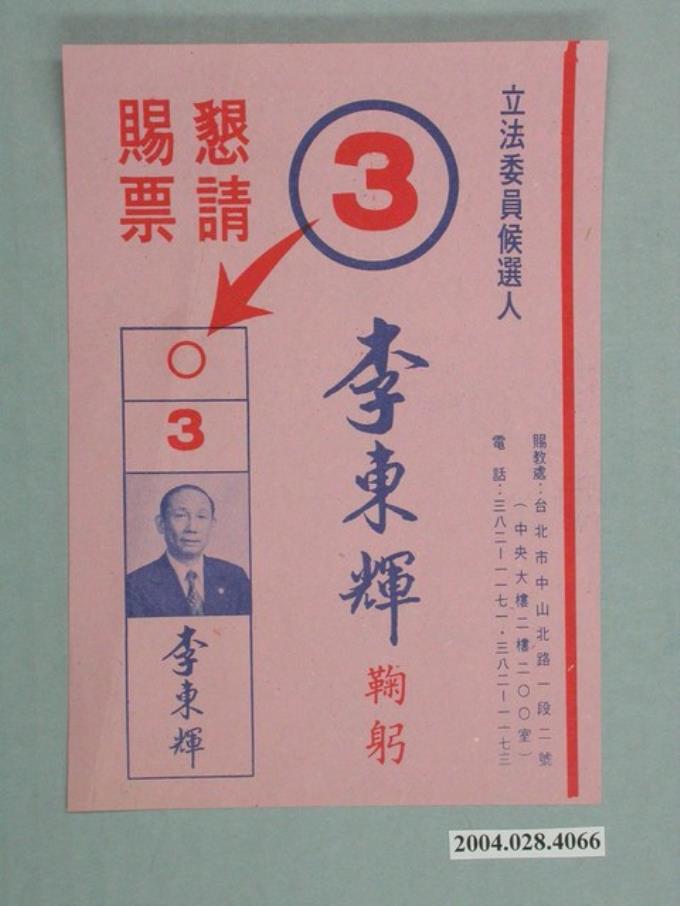 立法委員候選人
賜教處：台北市中山北路一段二號
（中央大樓二樓二〇〇室）
電話：三八二—一一七一·三八二—一一七三
3
李東輝
鞠躬
懇請
賜票
〇
3
李東輝
2004.028.4066